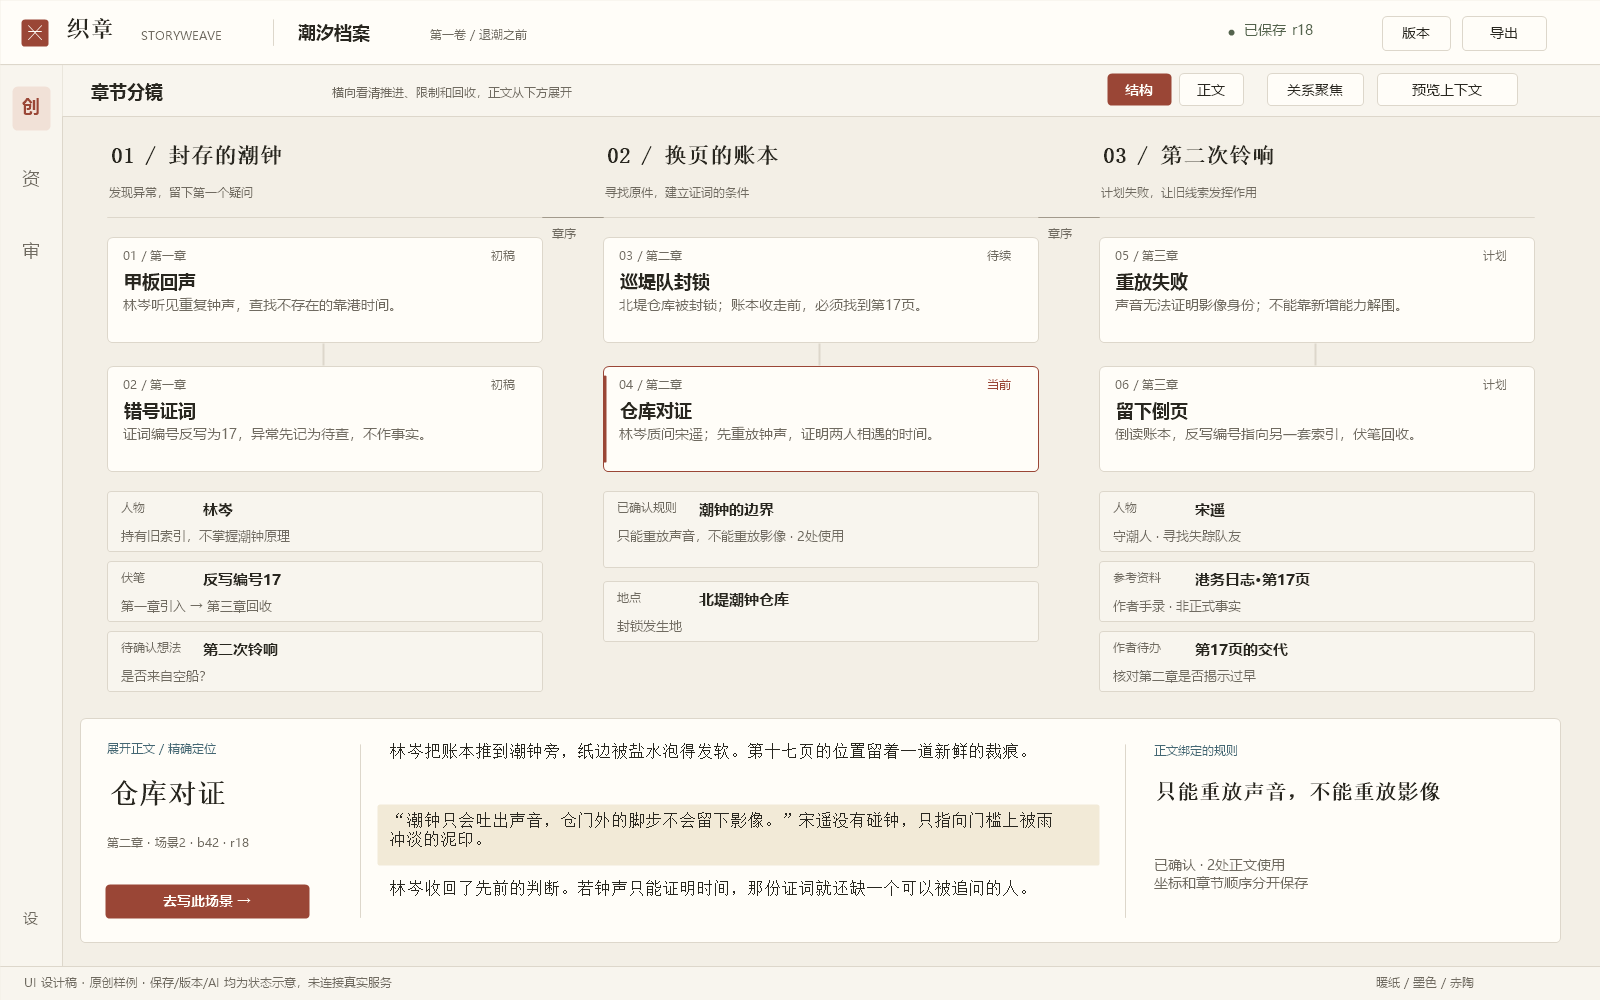 织章
STORYWEAVE
潮汐档案
第一卷 / 退潮之前
● 已保存 r18
版本
导出
创
资
审
设
章节分镜
横向看清推进、限制和回收，正文从下方展开
结构
正文
关系聚焦
预览上下文
01 / 封存的潮钟
发现异常，留下第一个疑问
章序
01 / 第一章
初稿
甲板回声
林岑听见重复钟声，查找不存在的靠港时间。
02 / 第一章
初稿
错号证词
证词编号反写为17，异常先记为待查，不作事实。
人物
林岑
持有旧索引，不掌握潮钟原理
伏笔
反写编号17
第一章引入 → 第三章回收
待确认想法
第二次铃响
是否来自空船？
02 / 换页的账本
寻找原件，建立证词的条件
章序
03 / 第二章
待续
巡堤队封锁
北堤仓库被封锁；账本收走前，必须找到第17页。
04 / 第二章
当前
仓库对证
林岑质问宋遥；先重放钟声，证明两人相遇的时间。
已确认规则
潮钟的边界
只能重放声音，不能重放影像 · 2处使用
地点
北堤潮钟仓库
封锁发生地
03 / 第二次铃响
计划失败，让旧线索发挥作用
05 / 第三章
计划
重放失败
声音无法证明影像身份；不能靠新增能力解围。
06 / 第三章
计划
留下倒页
倒读账本，反写编号指向另一套索引，伏笔回收。
人物
宋遥
守潮人 · 寻找失踪队友
参考资料
港务日志·第17页
作者手录 · 非正式事实
作者待办
第17页的交代
核对第二章是否揭示过早
展开正文 / 精确定位
仓库对证
第二章 · 场景2 · b42 · r18
去写此场景 →
林岑把账本推到潮钟旁，纸边被盐水泡得发软。第十七页的位置留着一道新鲜的裁痕。
“潮钟只会吐出声音，仓门外的脚步不会留下影像。”宋遥没有碰钟，只指向门槛上被雨
冲淡的泥印。
林岑收回了先前的判断。若钟声只能证明时间，那份证词就还缺一个可以被追问的人。
正文绑定的规则
只能重放声音，不能重放影像
已确认 · 2处正文使用
坐标和章节顺序分开保存
UI 设计稿 · 原创样例 · 保存/版本/AI 均为状态示意，未连接真实服务
暖纸 / 墨色 / 赤陶